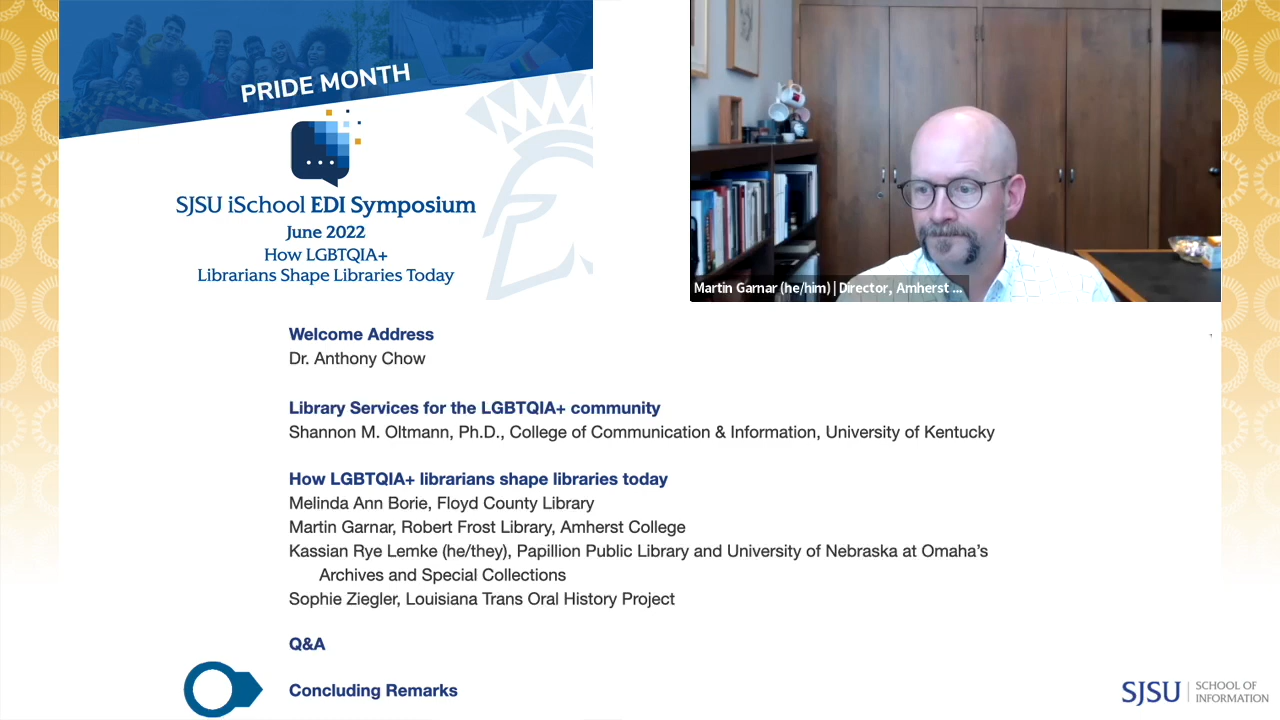 PRIDE MONTH
SJSU iSchool EDI Symposium
June 2022
How LGBTQIA+
Librarians Shape Libraries Today
Martin Garnar (he/him) | Director, Amherst ...
Welcome Address
Dr. Anthony Chow
Library Services for the LGBTQIA+ community
Shannon M. Oltmann, Ph.D., College of Communication & Information, University of Kentucky
How LGBTQIA+ librarians shape libraries today
Melinda Ann Borie, Floyd County Library
Martin Garnar, Robert Frost Library, Amherst College
Kassian Rye Lemke (he/they), Papillion Public Library and University of Nebraska at Omaha's
Archives and Special Collections
Sophie Ziegler, Louisiana Trans Oral History Project
Q&A
Concluding Remarks
SJSU | SCHOOL OF
INFORMATION